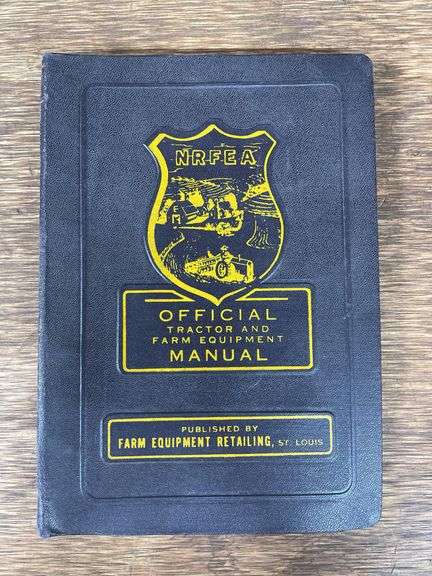 NRFEA
OFFICIAL
TRACTOR AND
FARM EQUIPMENT
MANUAL
PUBLISHED BY
FARM EQUIPMENT RETAILING, ST. LOUIS